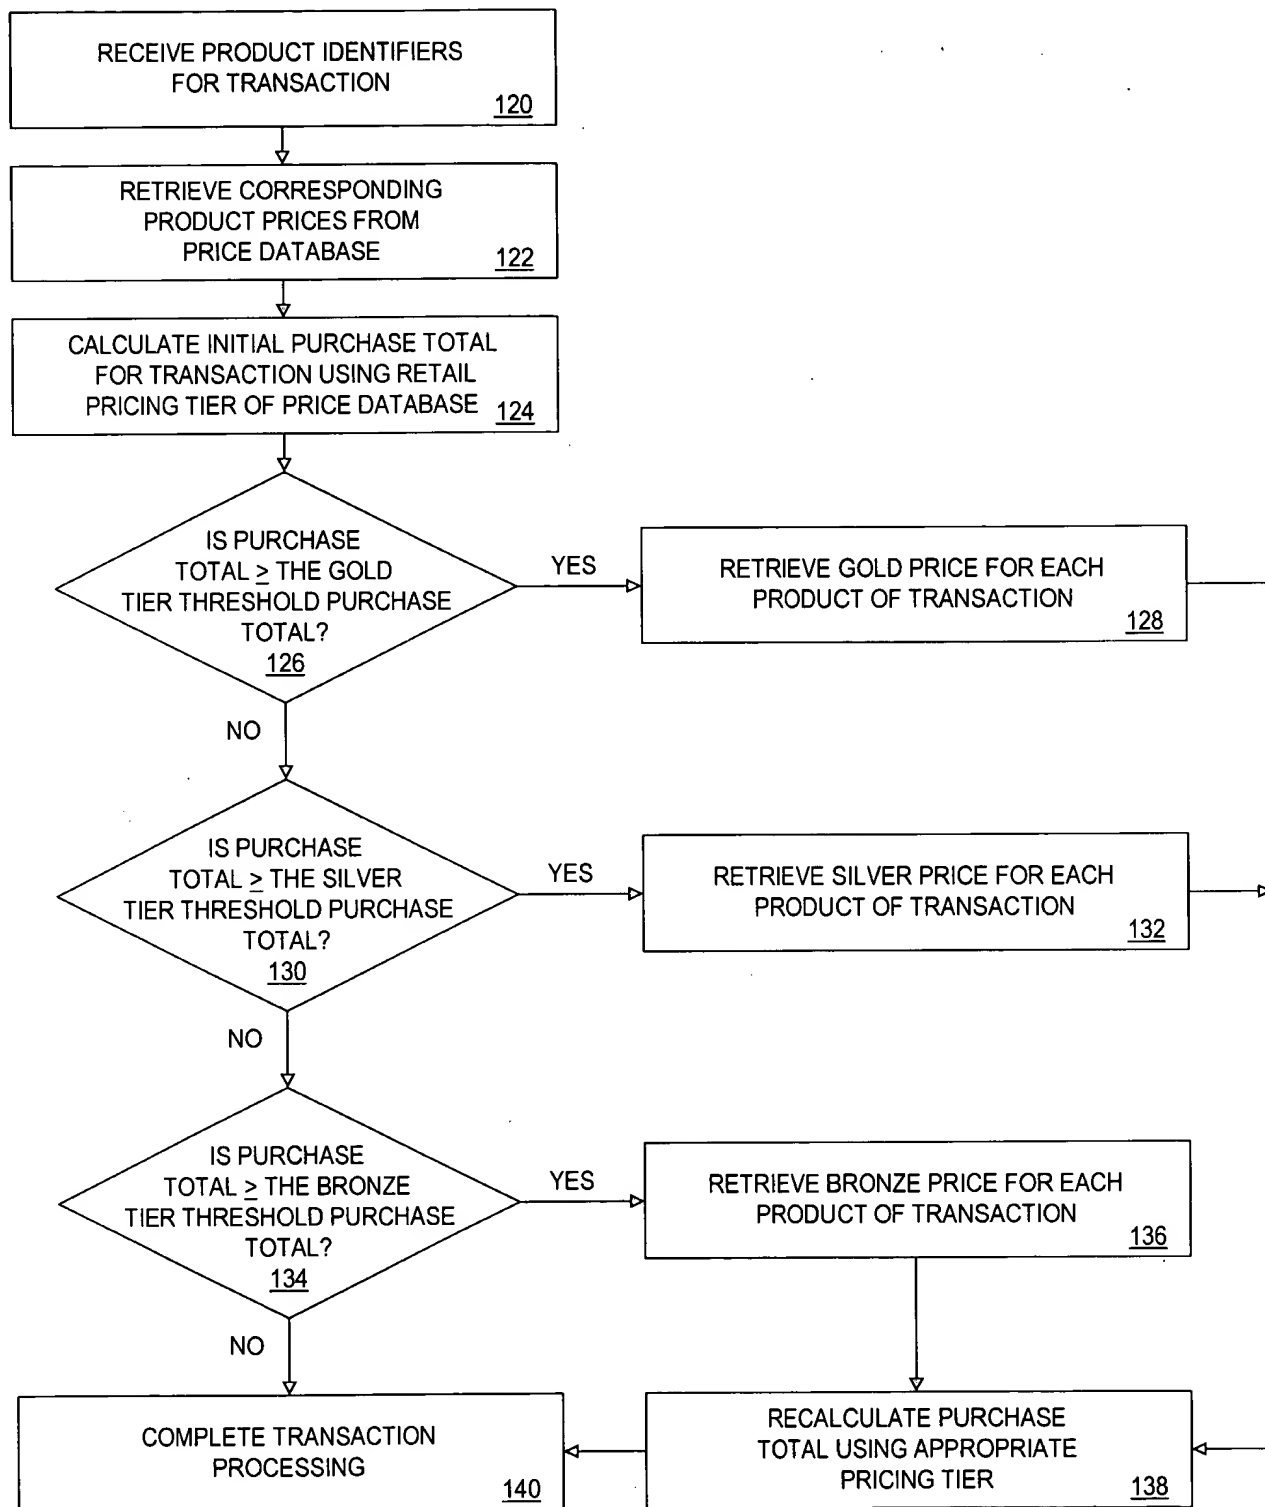 RECEIVE PRODUCT IDENTIFIERS
FOR TRANSACTION
120
RETRIEVE CORRESPONDING
PRODUCT PRICES FROM
PRICE DATABASE
122
CALCULATE INITIAL PURCHASE TOTAL
FOR TRANSACTION USING RETAIL
PRICING TIER OF PRICE DATABASE
124
IS PURCHASE
TOTAL ≥ THE GOLD
TIER THRESHOLD PURCHASE
TOTAL?
126
YES
RETRIEVE GOLD PRICE FOR EACH
PRODUCT OF TRANSACTION
128
NO
IS PURCHASE
TOTAL ≥ THE SILVER
TIER THRESHOLD PURCHASE
TOTAL?
130
YES
RETRIEVE SILVER PRICE FOR EACH
PRODUCT OF TRANSACTION
132
NO
IS PURCHASE
TOTAL ≥ THE BRONZE
TIER THRESHOLD PURCHASE
TOTAL?
134
YES
RETRIEVE BRONZE PRICE FOR EACH
PRODUCT OF TRANSACTION
136
NO
COMPLETE TRANSACTION
PROCESSING
140
RECALCULATE PURCHASE
TOTAL USING APPROPRIATE
PRICING TIER
138